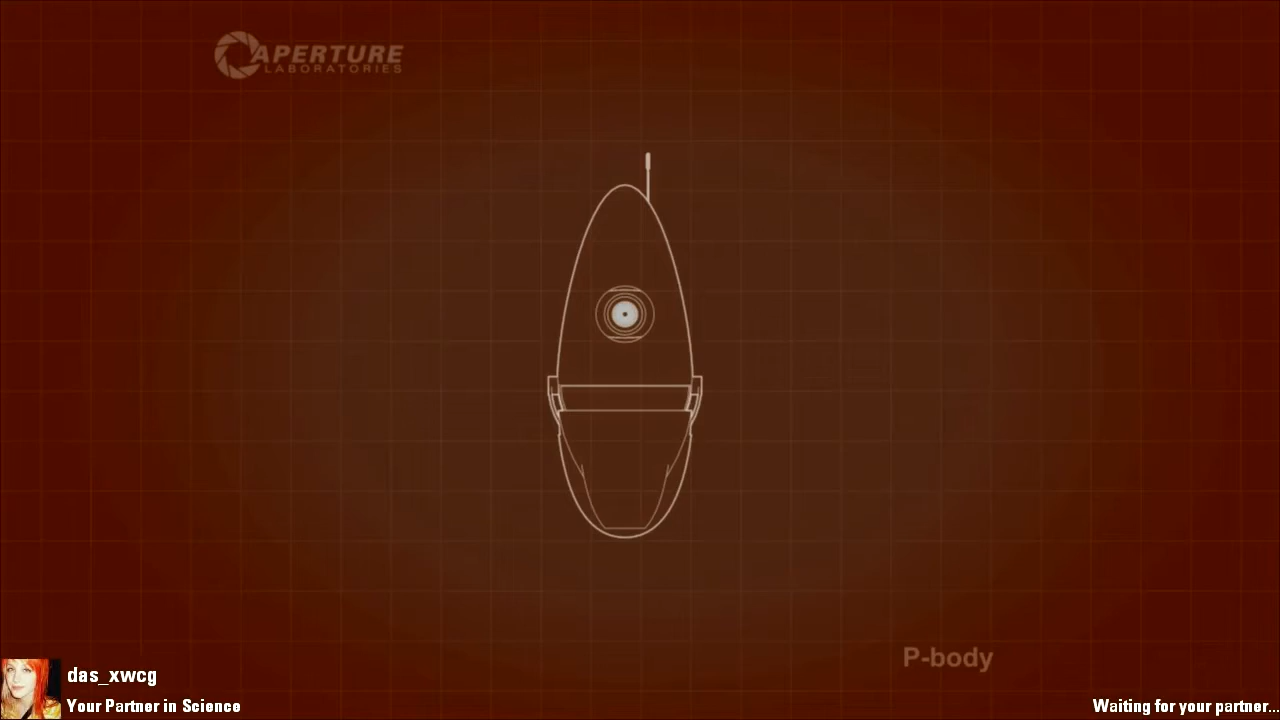 APERTURE
LABORATORIES
P-body
das_xwcg
Your Partner in Science
Waiting for your partner...